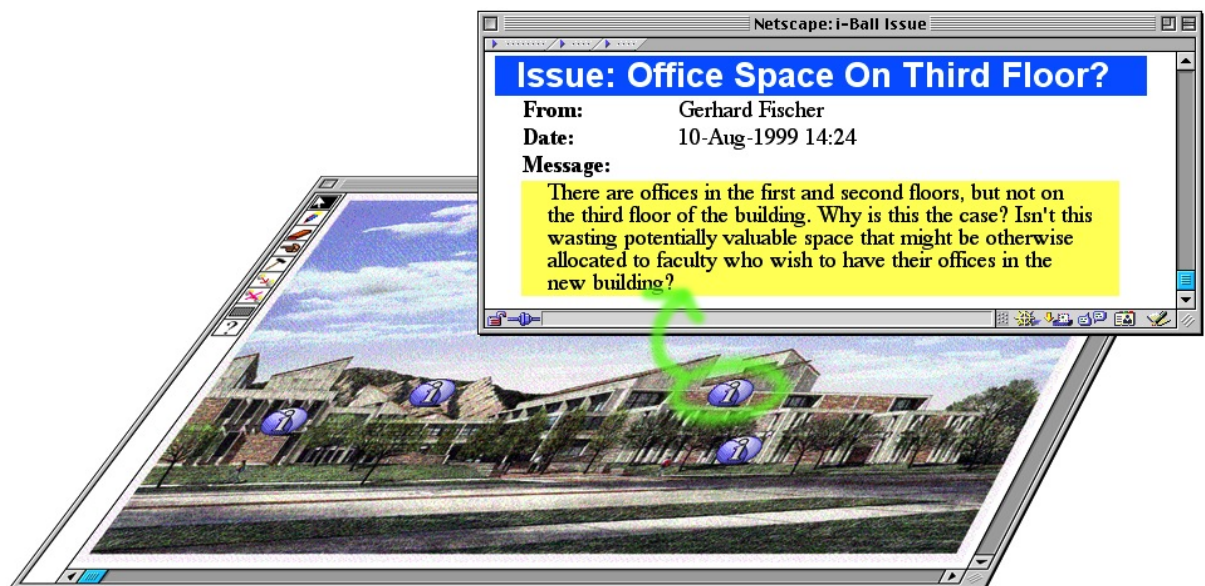 Netscape: i-Ball Issue
Issue: Office Space On Third Floor?
From: Gerhard Fischer
Date: 10-Aug-1999 14:24
Message:
There are offices in the first and second floors, but not on
the third floor of the building. Why is this the case? Isn't this
wasting potentially valuable space that might be otherwise
allocated to faculty who wish to have their offices in the
new building?
?
i
i
i
i